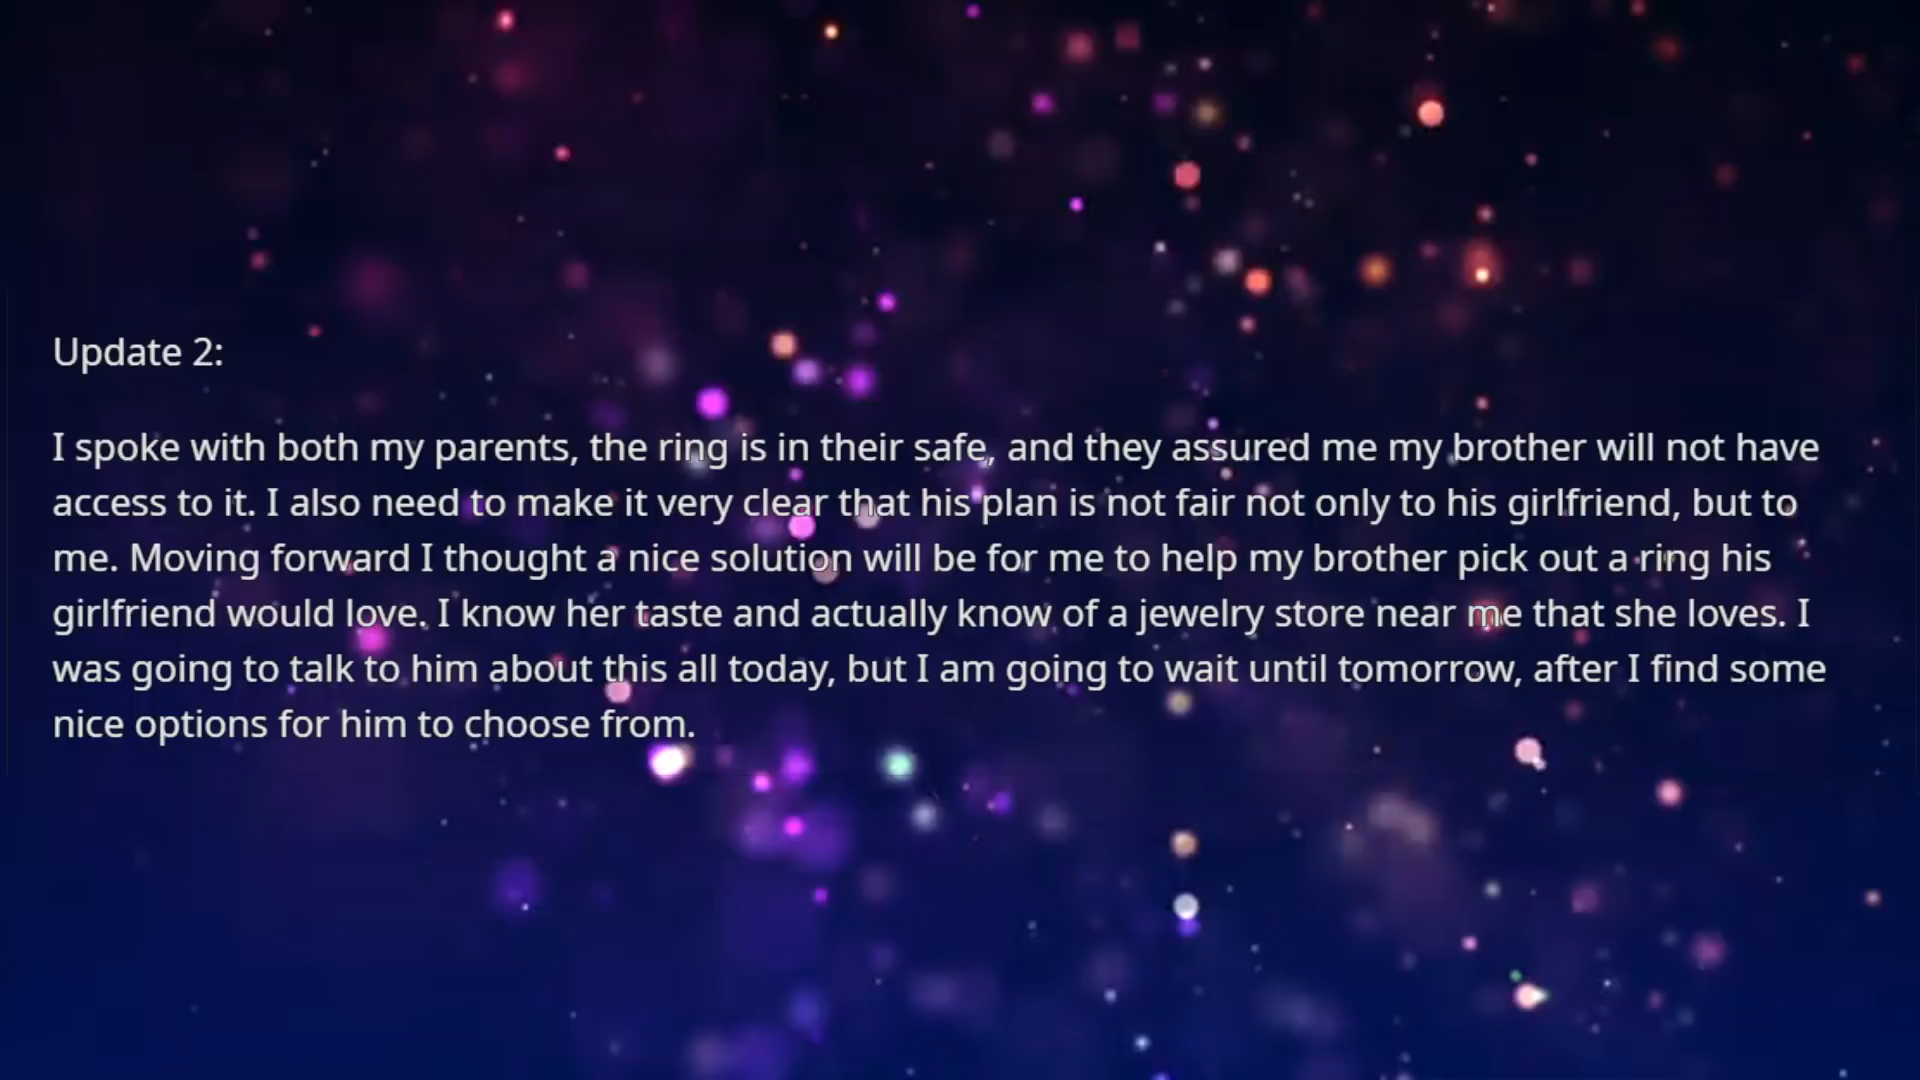 Update 2:
I spoke with both my parents, the ring is in their safe, and they assured me my brother will not have
access to it. I also need to make it very clear that his plan is not fair not only to his girlfriend, but to
me. Moving forward I thought a nice solution will be for me to help my brother pick out a ring his
girlfriend would love. I know her taste and actually know of a jewelry store near me that she loves. I
was going to talk to him about this all today, but I am going to wait until tomorrow, after I find some
nice options for him to choose from.